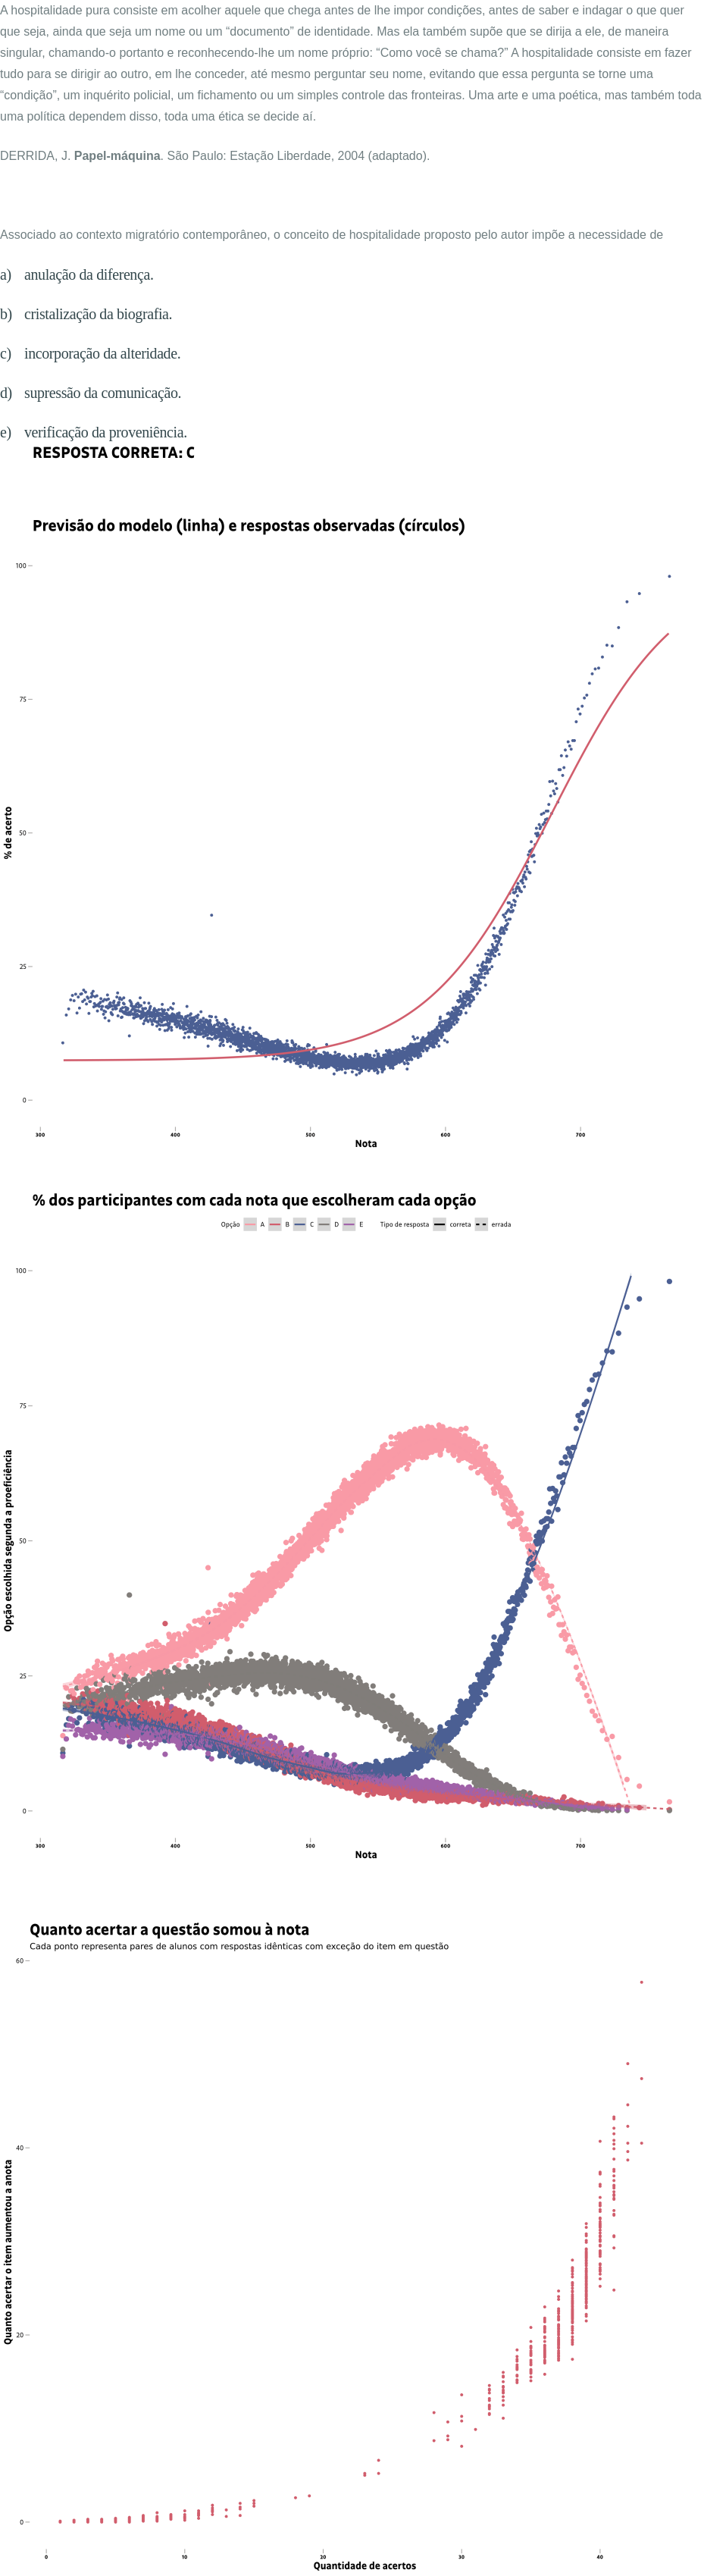 A hospitalidade pura consiste em acolher aquele que chega antes de lhe impor condições, antes de saber e indagar o que quer
que seja, ainda que seja um nome ou um “documento” de identidade. Mas ela também supõe que se dirija a ele, de maneira
singular, chamando-o portanto e reconhecendo-lhe um nome próprio: “Como você se chama?” A hospitalidade consiste em fazer
tudo para se dirigir ao outro, em lhe conceder, até mesmo perguntar seu nome, evitando que essa pergunta se torne uma
“condição”, um inquérito policial, um fichamento ou um simples controle das fronteiras. Uma arte e uma poética, mas também toda
uma política dependem disso, toda uma ética se decide aí.
DERRIDA, J. Papel-máquina. São Paulo: Estação Liberdade, 2004 (adaptado).
Associado ao contexto migratório contemporâneo, o conceito de hospitalidade proposto pelo autor impõe a necessidade de
a) anulação da diferença.
b) cristalização da biografia.
c) incorporação da alteridade.
d) supressão da comunicação.
e) verificação da proveniência.
RESPOSTA CORRETA: C
Previsão do modelo (linha) e respostas observadas (círculos)
100
75
50
25
0
% de acerto
300 400 500 600 700
Nota
% dos participantes com cada nota que escolheram cada opção
Opção A B C D E Tipo de resposta correta errada
100
75
50
25
0
Opção escolhida segunda a proeficiência
300 400 500 600 700
Nota
Quanto acertar a questão somou à nota
Cada ponto representa pares de alunos com respostas idênticas com exceção do item em questão
60
40
20
0
Quanto acertar o item aumentou a anota
0 10 20 30 40
Quantidade de acertos